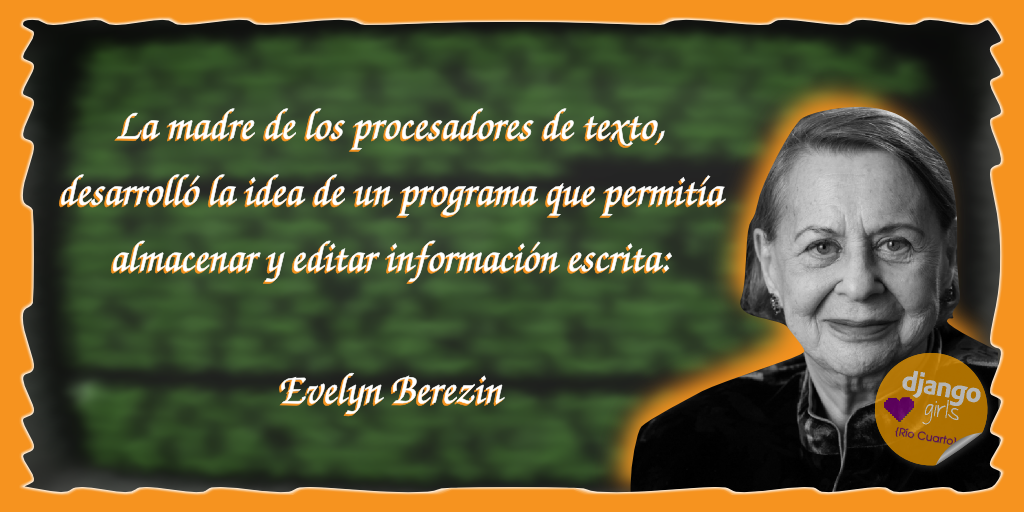 La madre de los procesadores de texto,
desarrolló la idea de un programa que permitía
almacenar y editar información escrita:
Evelyn Berezin
django
girls
{Río Cuarto}